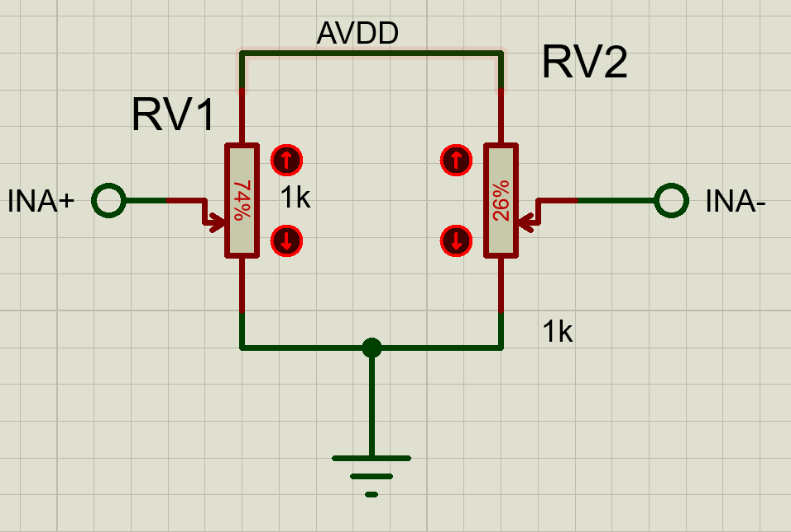 AVDD
RV2
RV1
74%
1k
26%
INA+
INA-
1k